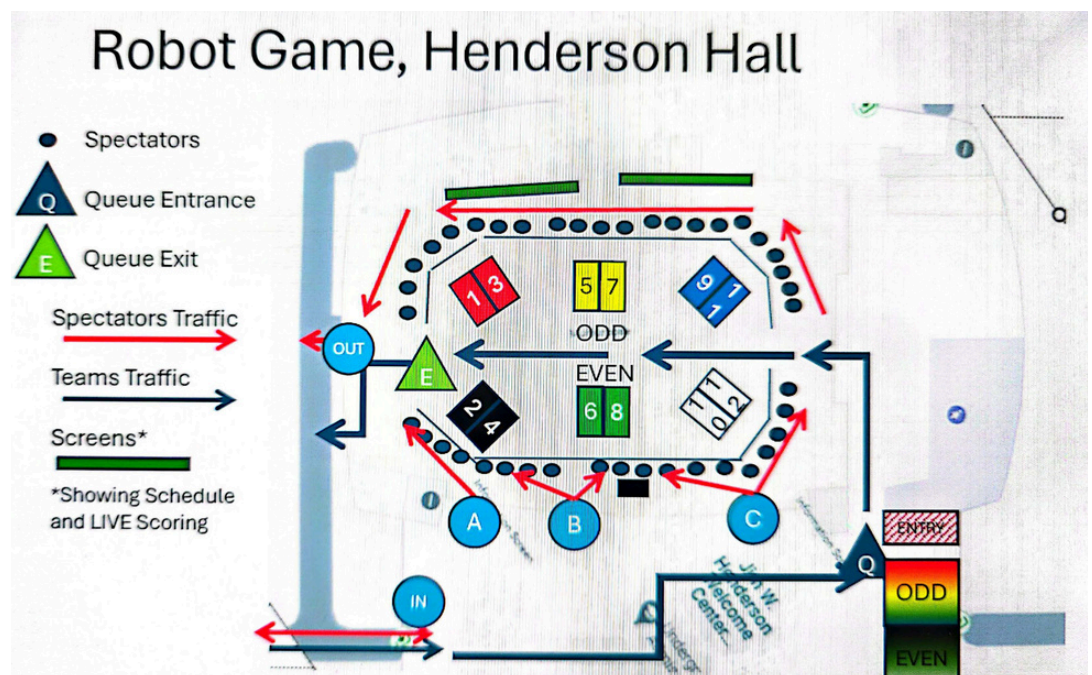 Robot Game, Henderson Hall
Spectators
Q
Queue Entrance
E
Queue Exit
Spectators Traffic
Teams Traffic
Screens*
*Showing Schedule
and LIVE Scoring
1 3
5 7
9 1
1
ODD
OUT
E
EVEN
2 4
6 8
1 1
0 2
A
B
C
Q
ENTRY
ODD
EVEN
IN
Jon W.
Henderson
Welcome
Center...